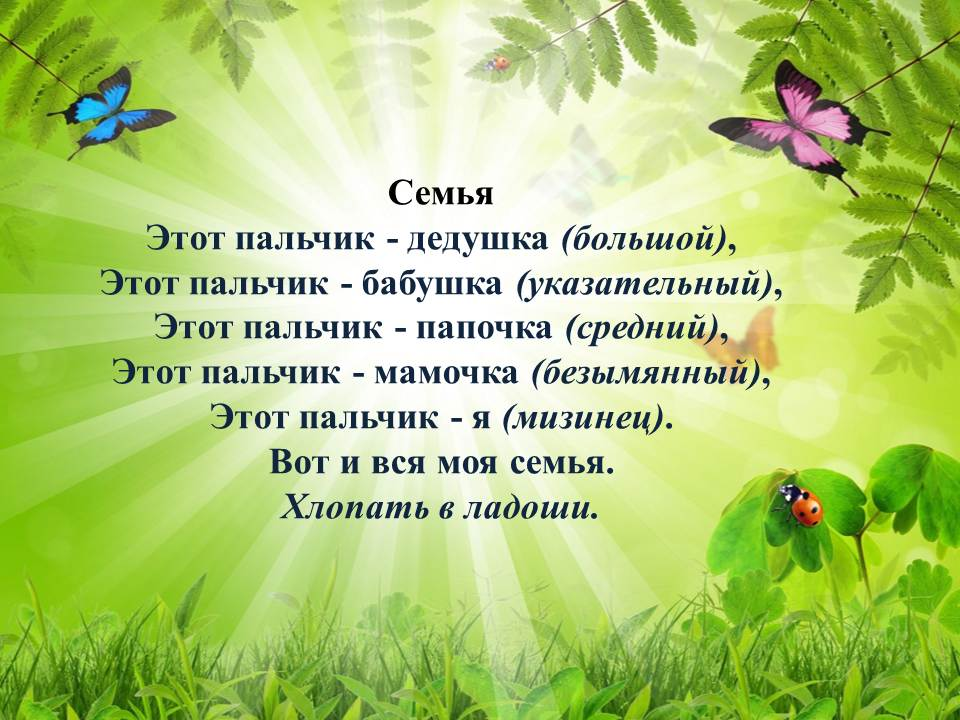 Семья
Этот пальчик - дедушка (большой),
Этот пальчик - бабушка (указательный),
Этот пальчик - папочка (средний),
Этот пальчик - мамочка (безымянный),
Этот пальчик - я (мизинец).
Вот и вся моя семья.
Хлопать в ладоши.